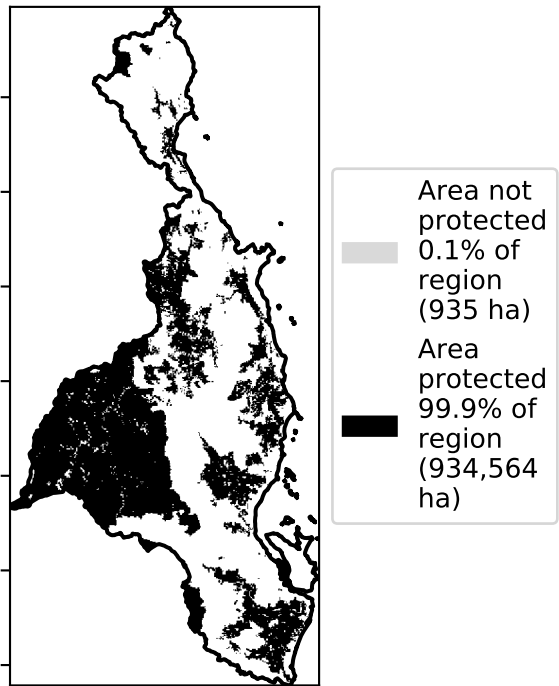 Area not
protected
0.1% of
region
(935 ha)
Area
protected
99.9% of
region
(934,564
ha)